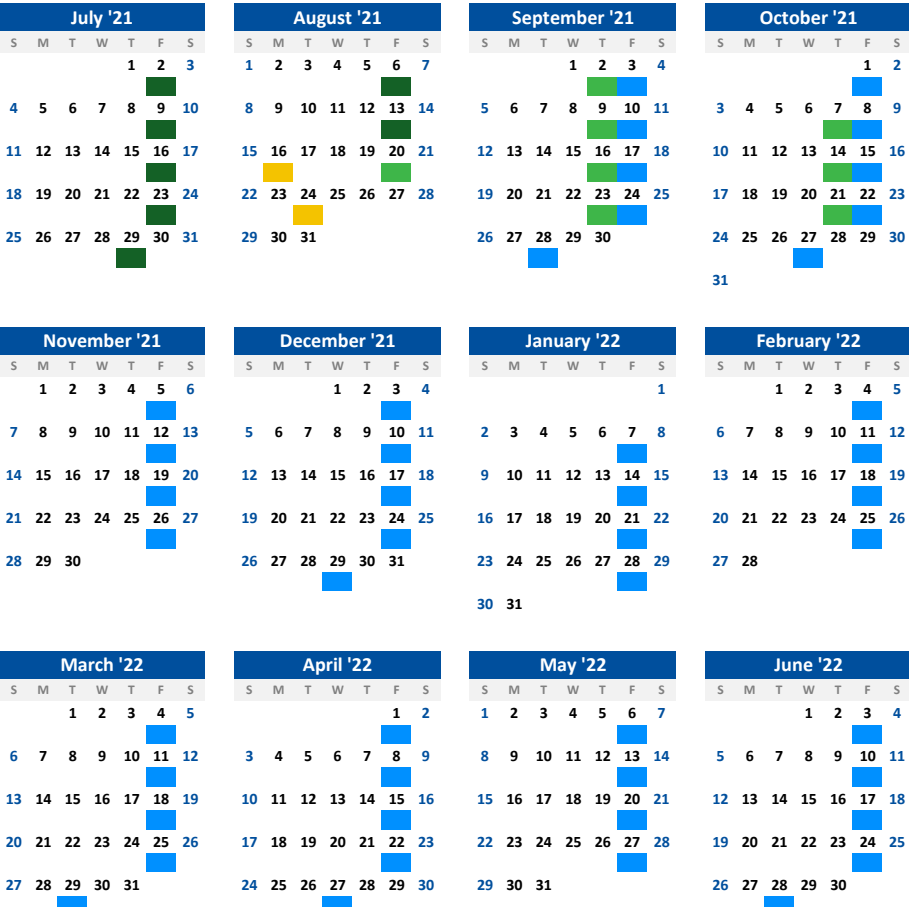 July '21
S M T W T F S
1 2 3
4 5 6 7 8 9 10
11 12 13 14 15 16 17
18 19 20 21 22 23 24
25 26 27 28 29 30 31
August '21
S M T W T F S
1 2 3 4 5 6 7
8 9 10 11 12 13 14
15 16 17 18 19 20 21
22 23 24 25 26 27 28
29 30 31
September '21
S M T W T F S
1 2 3 4
5 6 7 8 9 10 11
12 13 14 15 16 17 18
19 20 21 22 23 24 25
26 27 28 29 30
October '21
S M T W T F S
1 2
3 4 5 6 7 8 9
10 11 12 13 14 15 16
17 18 19 20 21 22 23
24 25 26 27 28 29 30
31
November '21
S M T W T F S
1 2 3 4 5 6
7 8 9 10 11 12 13
14 15 16 17 18 19 20
21 22 23 24 25 26 27
28 29 30
December '21
S M T W T F S
1 2 3 4
5 6 7 8 9 10 11
12 13 14 15 16 17 18
19 20 21 22 23 24 25
26 27 28 29 30 31
January '22
S M T W T F S
1
2 3 4 5 6 7 8
9 10 11 12 13 14 15
16 17 18 19 20 21 22
23 24 25 26 27 28 29
30 31
February '22
S M T W T F S
1 2 3 4 5
6 7 8 9 10 11 12
13 14 15 16 17 18 19
20 21 22 23 24 25 26
27 28
March '22
S M T W T F S
1 2 3 4 5
6 7 8 9 10 11 12
13 14 15 16 17 18 19
20 21 22 23 24 25 26
27 28 29 30 31
April '22
S M T W T F S
1 2
3 4 5 6 7 8 9
10 11 12 13 14 15 16
17 18 19 20 21 22 23
24 25 26 27 28 29 30
May '22
S M T W T F S
1 2 3 4 5 6 7
8 9 10 11 12 13 14
15 16 17 18 19 20 21
22 23 24 25 26 27 28
29 30 31
June '22
S M T W T F S
1 2 3 4
5 6 7 8 9 10 11
12 13 14 15 16 17 18
19 20 21 22 23 24 25
26 27 28 29 30